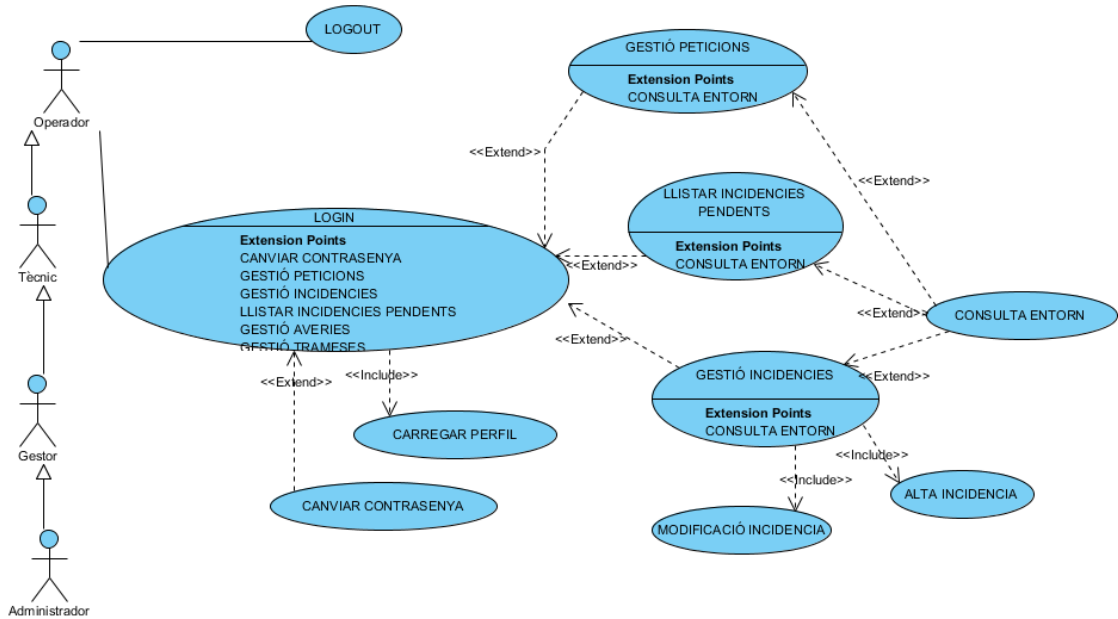 LOGOUT
Operador
Tècnic
Gestor
Administrador
LOGIN
Extension Points
CANVIAR CONTRASENYA
GESTIÓ PETICIONS
GESTIÓ INCIDENCIES
LLISTAR INCIDENCIES PENDENTS
GESTIÓ AVERIES
GESTIÓ TRAMESES
<<Extend>>
<<Include>>
CARREGAR PERFIL
CANVIAR CONTRASENYA
GESTIÓ PETICIONS
Extension Points
CONSULTA ENTORN
<<Extend>>
<<Extend>>
LLISTAR INCIDENCIES
PENDENTS
Extension Points
CONSULTA ENTORN
<<Extend>>
<<Extend>>
CONSULTA ENTORN
<<Extend>>
<<Extend>>
GESTIÓ INCIDENCIES
Extension Points
CONSULTA ENTORN
<<Include>>
<<Include>>
ALTA INCIDENCIA
MODIFICACIÓ INCIDENCIA